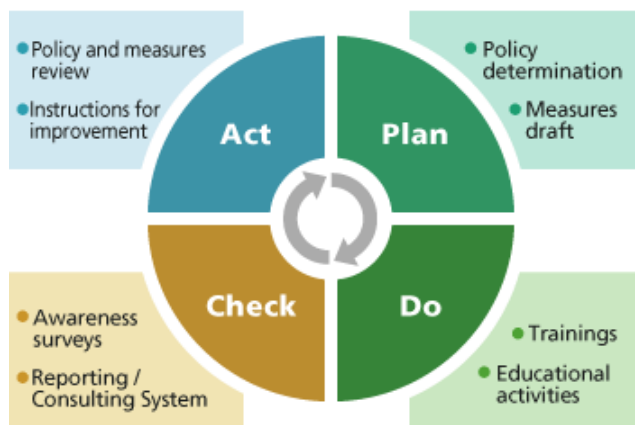 Policy and measures
review
Instructions for
improvement
Act
Policy
determination
Measures
draft
Plan
Awareness
surveys
Reporting /
Consulting System
Check
Trainings
Educational
activities
Do